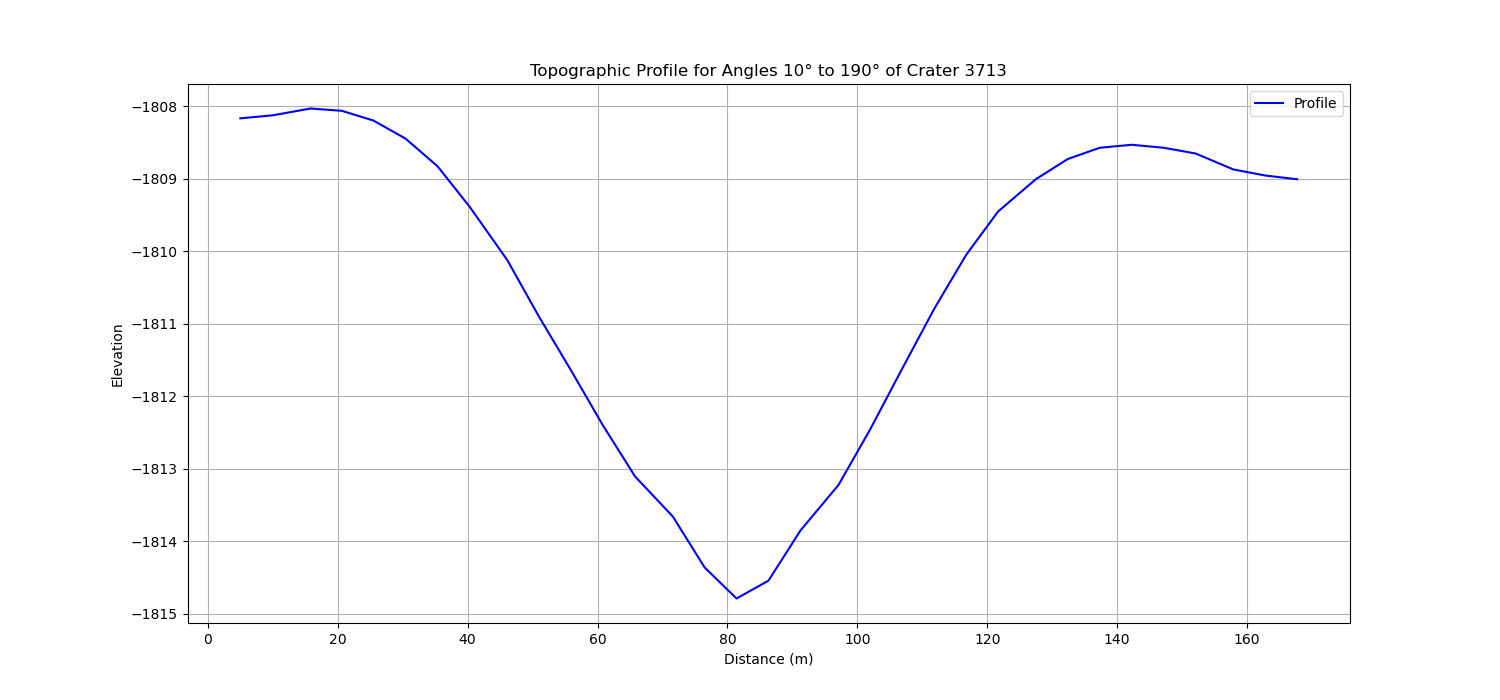 Topographic Profile for Angles 10° to 190° of Crater 3713
Profile
−1808
−1809
−1810
−1811
−1812
−1813
−1814
−1815
Elevation
0 20 40 60 80 100 120 140 160
Distance (m)